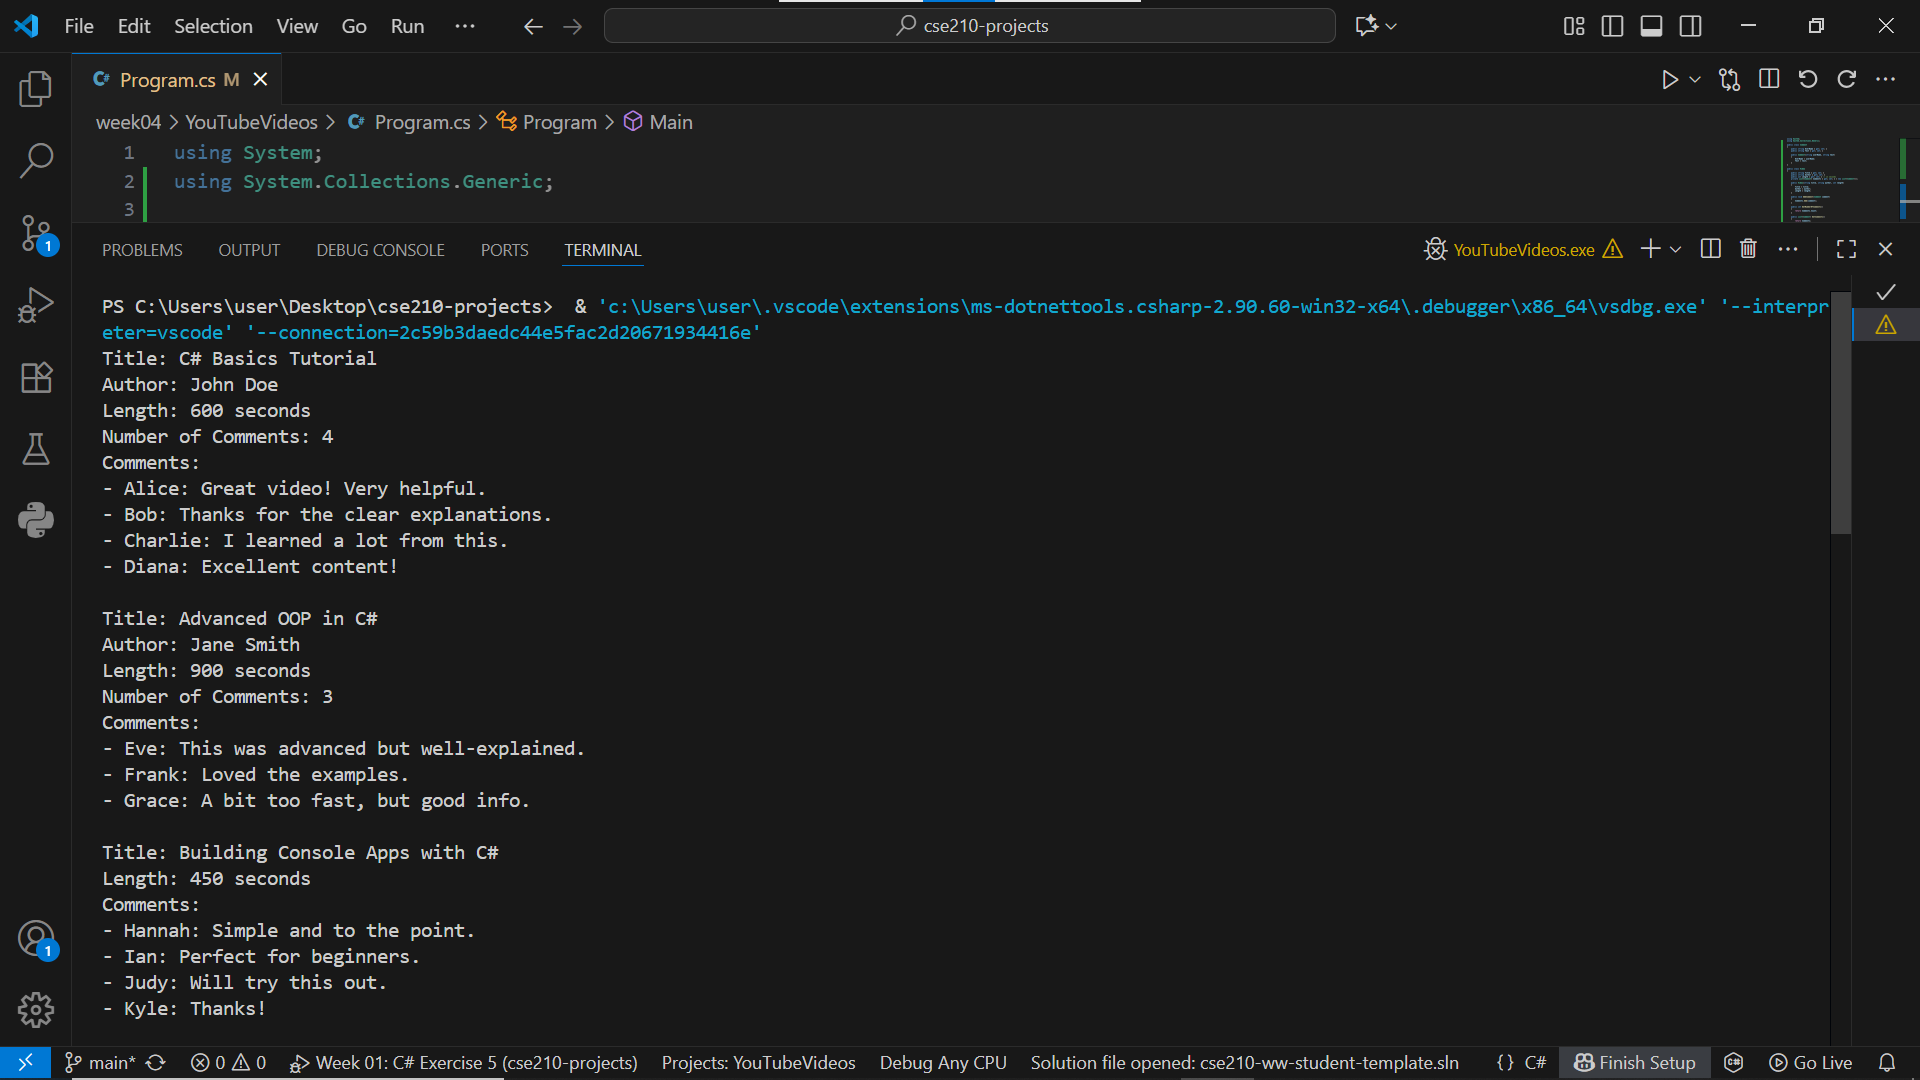 File Edit Selection View Go Run ··· cse210-projects
Program.cs M
week04 > YouTubeVideos > Program.cs > Program > Main
1 using System;
2 using System.Collections.Generic;
3
PROBLEMS OUTPUT DEBUG CONSOLE PORTS TERMINAL YouTubeVideos.exe
PS C:\Users\user\Desktop\cse210-projects>  & 'c:\Users\user\.vscode\extensions\ms-dotnettools.csharp-2.90.60-win32-x64\.debugger\x86_64\vsdbg.exe' '--interpr
eter=vscode' '--connection=2c59b3daedc44e5fac2d20671934416e'
Title: C# Basics Tutorial
Author: John Doe
Length: 600 seconds
Number of Comments: 4
Comments:
- Alice: Great video! Very helpful.
- Bob: Thanks for the clear explanations.
- Charlie: I learned a lot from this.
- Diana: Excellent content!
Title: Advanced OOP in C#
Author: Jane Smith
Length: 900 seconds
Number of Comments: 3
Comments:
- Eve: This was advanced but well-explained.
- Frank: Loved the examples.
- Grace: A bit too fast, but good info.
Title: Building Console Apps with C#
Length: 450 seconds
Comments:
- Hannah: Simple and to the point.
- Ian: Perfect for beginners.
- Judy: Will try this out.
- Kyle: Thanks!
main* 0 0 Week 01: C# Exercise 5 (cse210-projects) Projects: YouTubeVideos Debug Any CPU Solution file opened: cse210-ww-student-template.sln {} C# Finish Setup Go Live